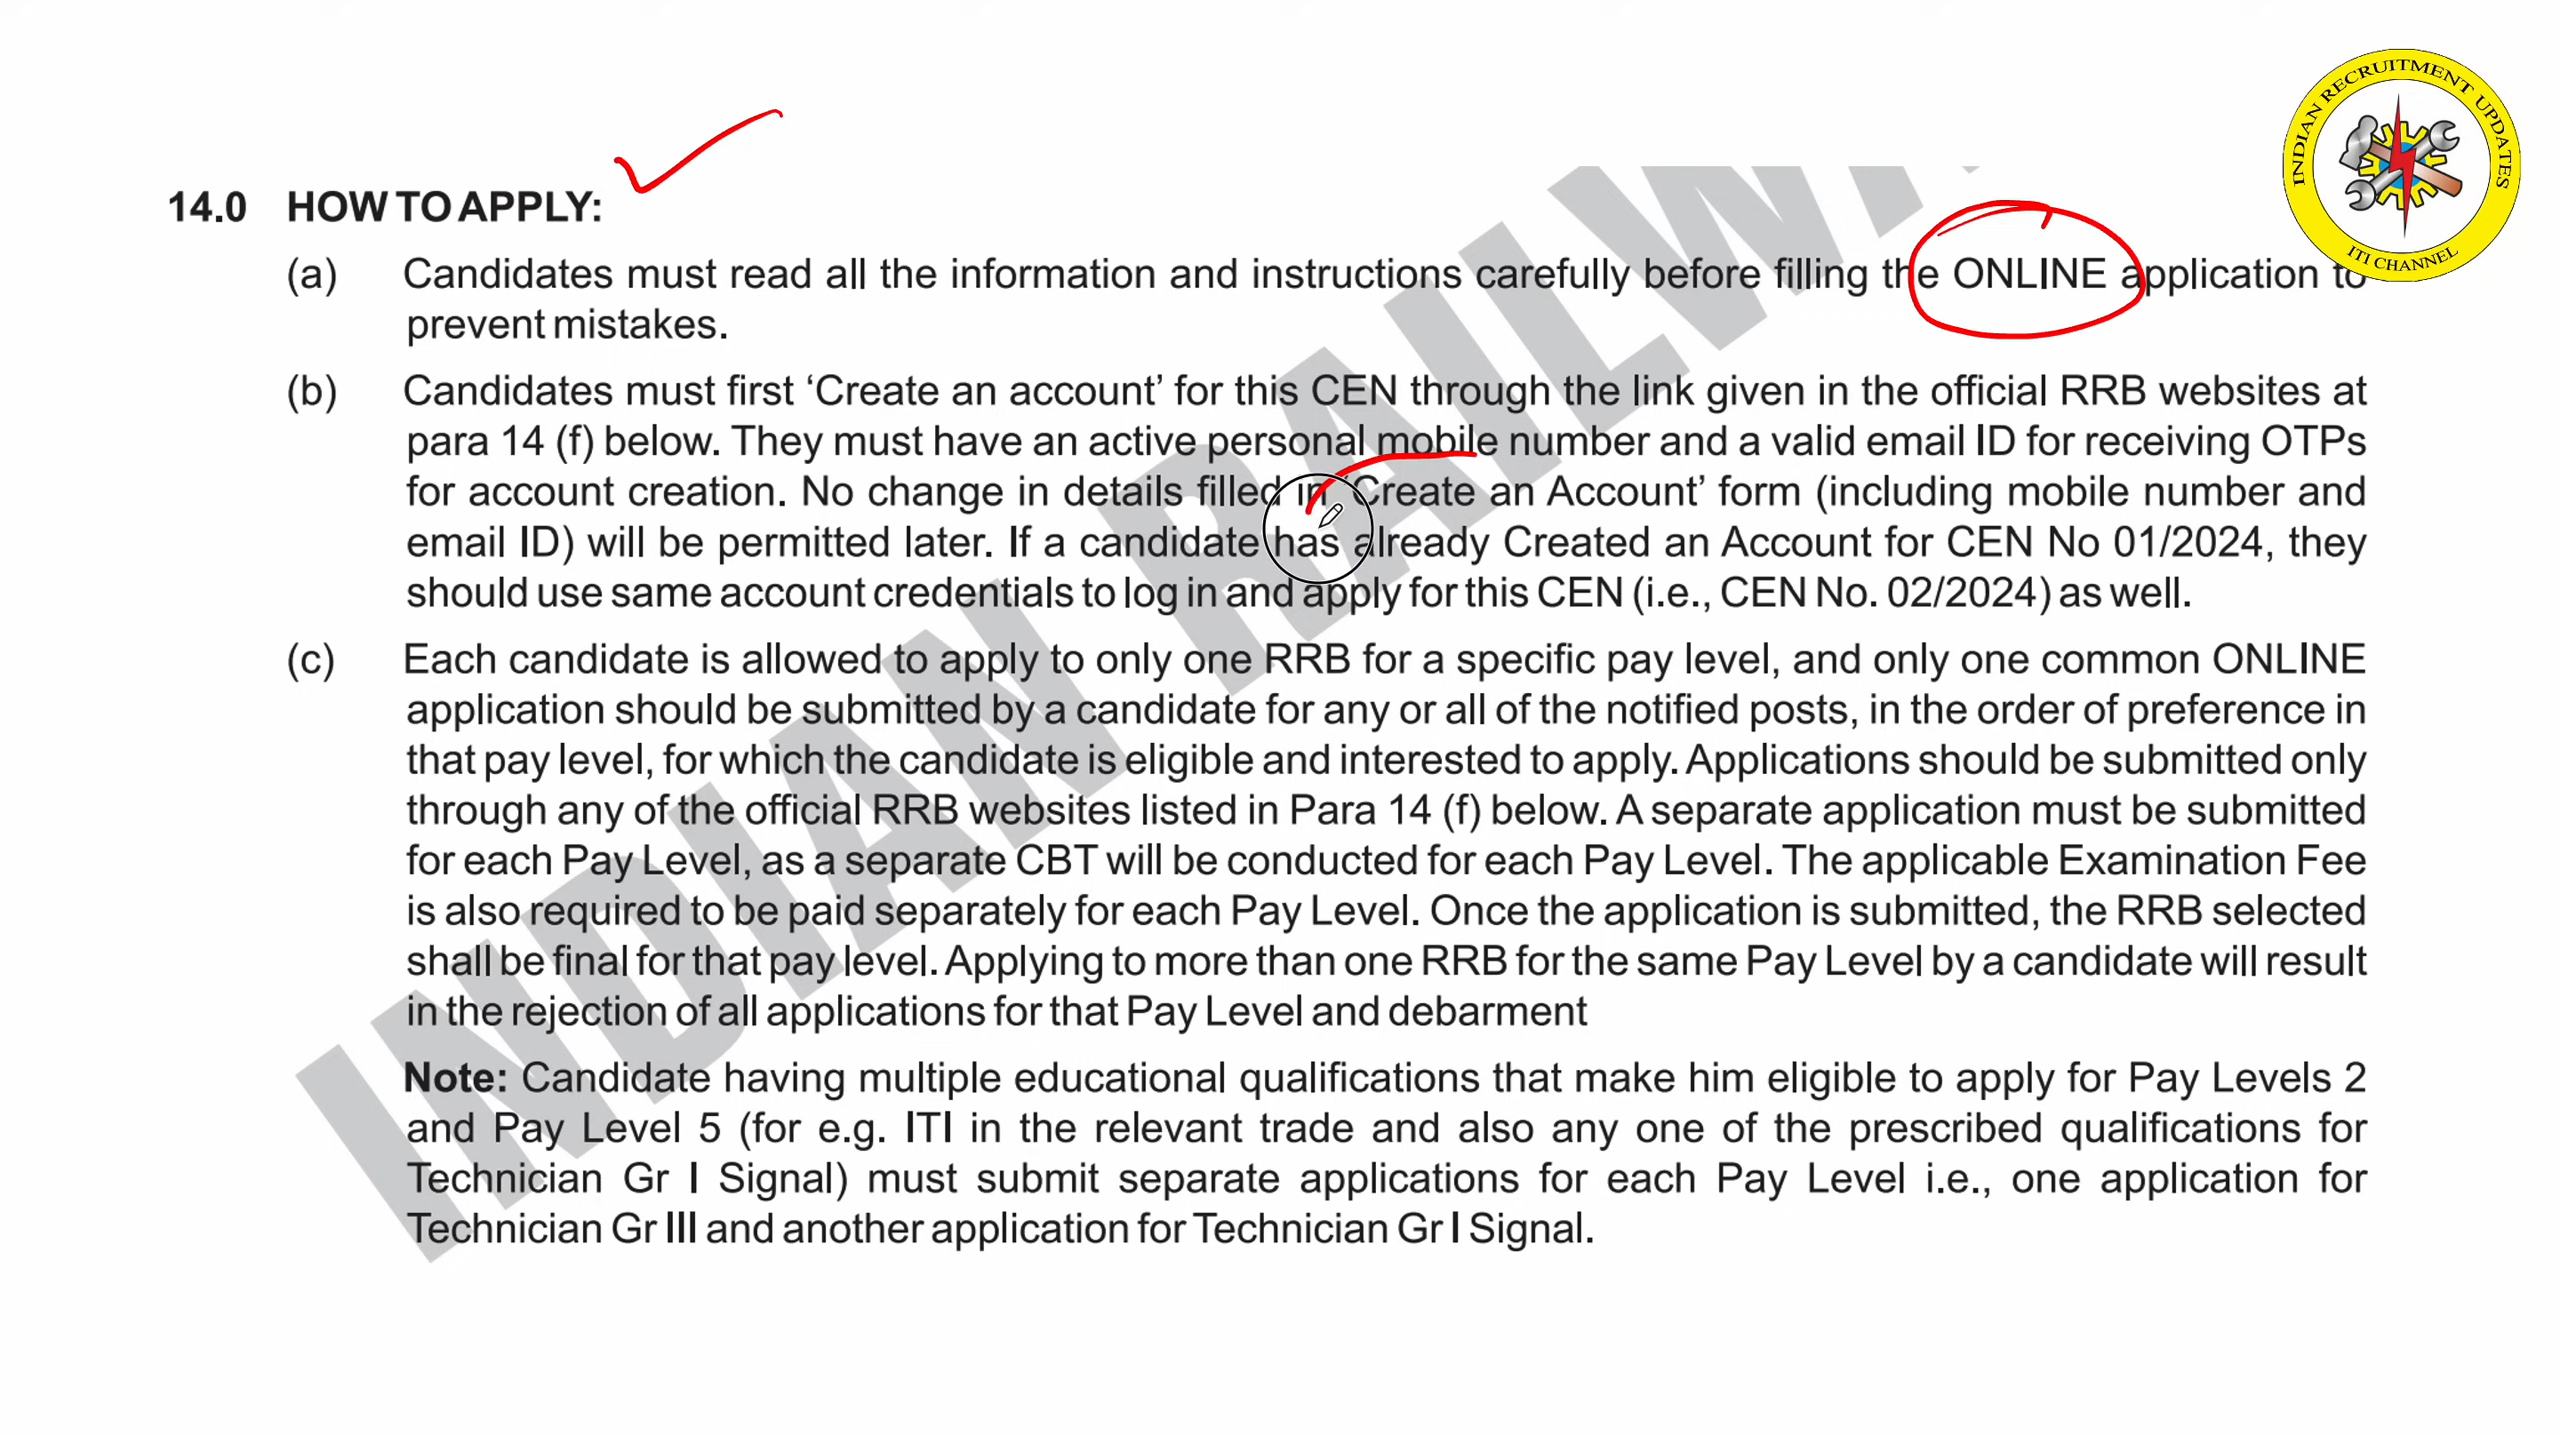 INDIAN RECRUITMENT UPDATES
ITI CHANNEL
14.0 HOW TO APPLY:
(a) Candidates must read all the information and instructions carefully before filling the ONLINE application to
prevent mistakes.
(b) Candidates must first ‘Create an account’ for this CEN through the link given in the official RRB websites at
para 14 (f) below. They must have an active personal mobile number and a valid email ID for receiving OTPs
for account creation. No change in details filled in ‘Create an Account’ form (including mobile number and
email ID) will be permitted later. If a candidate has already Created an Account for CEN No 01/2024, they
should use same account credentials to log in and apply for this CEN (i.e., CEN No. 02/2024) as well.
(c) Each candidate is allowed to apply to only one RRB for a specific pay level, and only one common ONLINE
application should be submitted by a candidate for any or all of the notified posts, in the order of preference in
that pay level, for which the candidate is eligible and interested to apply. Applications should be submitted only
through any of the official RRB websites listed in Para 14 (f) below. A separate application must be submitted
for each Pay Level, as a separate CBT will be conducted for each Pay Level. The applicable Examination Fee
is also required to be paid separately for each Pay Level. Once the application is submitted, the RRB selected
shall be final for that pay level. Applying to more than one RRB for the same Pay Level by a candidate will result
in the rejection of all applications for that Pay Level and debarment
Note: Candidate having multiple educational qualifications that make him eligible to apply for Pay Levels 2
and Pay Level 5 (for e.g. ITI in the relevant trade and also any one of the prescribed qualifications for
Technician Gr I Signal) must submit separate applications for each Pay Level i.e., one application for
Technician Gr III and another application for Technician Gr I Signal.
INDIAN RAILW